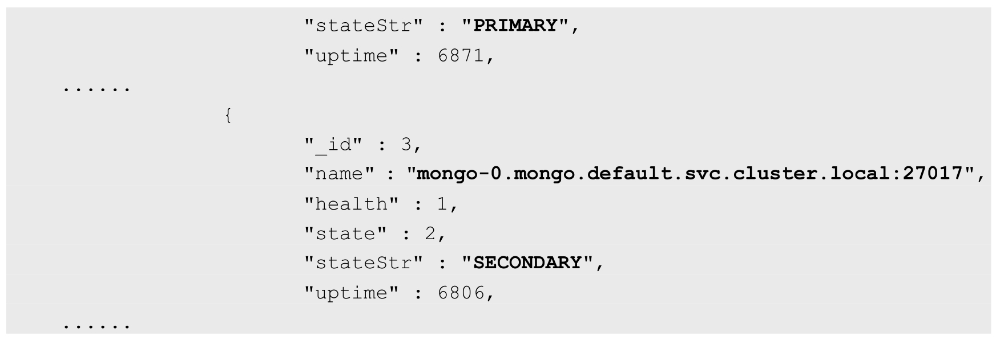 "stateStr" : "PRIMARY",
"uptime" : 6871,
......
{
"_id" : 3,
"name" : "mongo-0.mongo.default.svc.cluster.local:27017",
"health" : 1,
"state" : 2,
"stateStr" : "SECONDARY",
"uptime" : 6806,
......